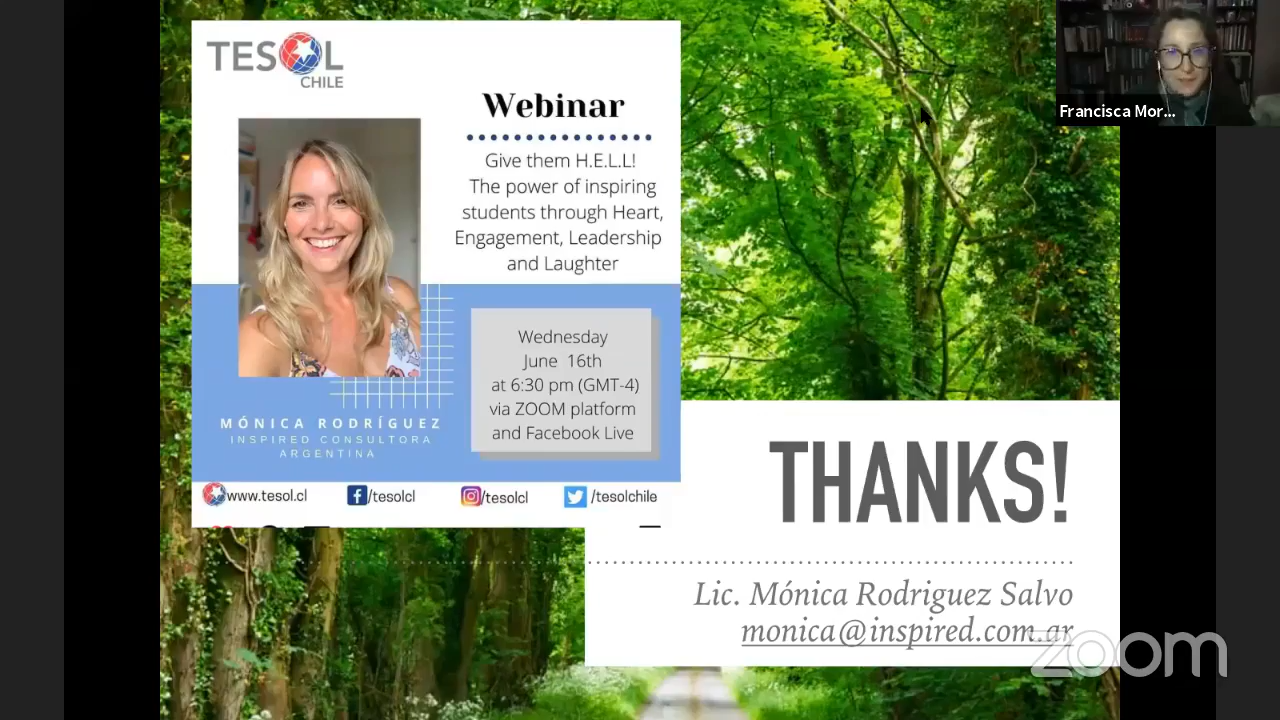 TESOL
CHILE
Webinar
Give them H.E.L.L!
The power of inspiring
students through Heart,
Engagement, Leadership
and Laughter
Wednesday
June 16th
at 6:30 pm (GMT-4)
via ZOOM platform
and Facebook Live
MÓNICA RODRÍGUEZ
INSPIRED CONSULTORA
ARGENTINA
www.tesol.cl
/tesolcl
/tesolcl
/tesolchile
Francisca Mor...
THANKS!
Lic. Mónica Rodriguez Salvo
monica@inspired.com.ar
zoom